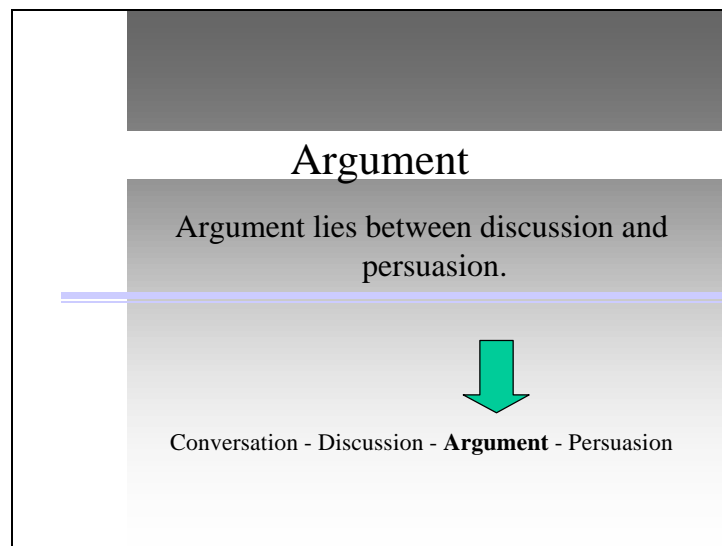 Argument
Argument lies between discussion and
persuasion.
Conversation - Discussion - Argument - Persuasion